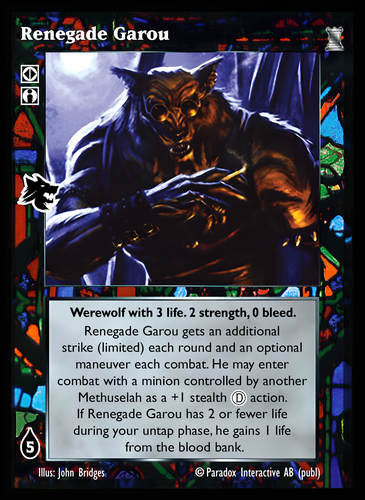 Renegade Garou
Werewolf with 3 life. 2 strength, 0 bleed.
Renegade Garou gets an additional
strike (limited) each round and an optional
maneuver each combat. He may enter
combat with a minion controlled by another
Methuselah as a +1 stealth Ⓓ action.
If Renegade Garou has 2 or fewer life
during your untap phase, he gains 1 life
from the blood bank.
5
Illus: John Bridges © Paradox Interactive AB (publ)